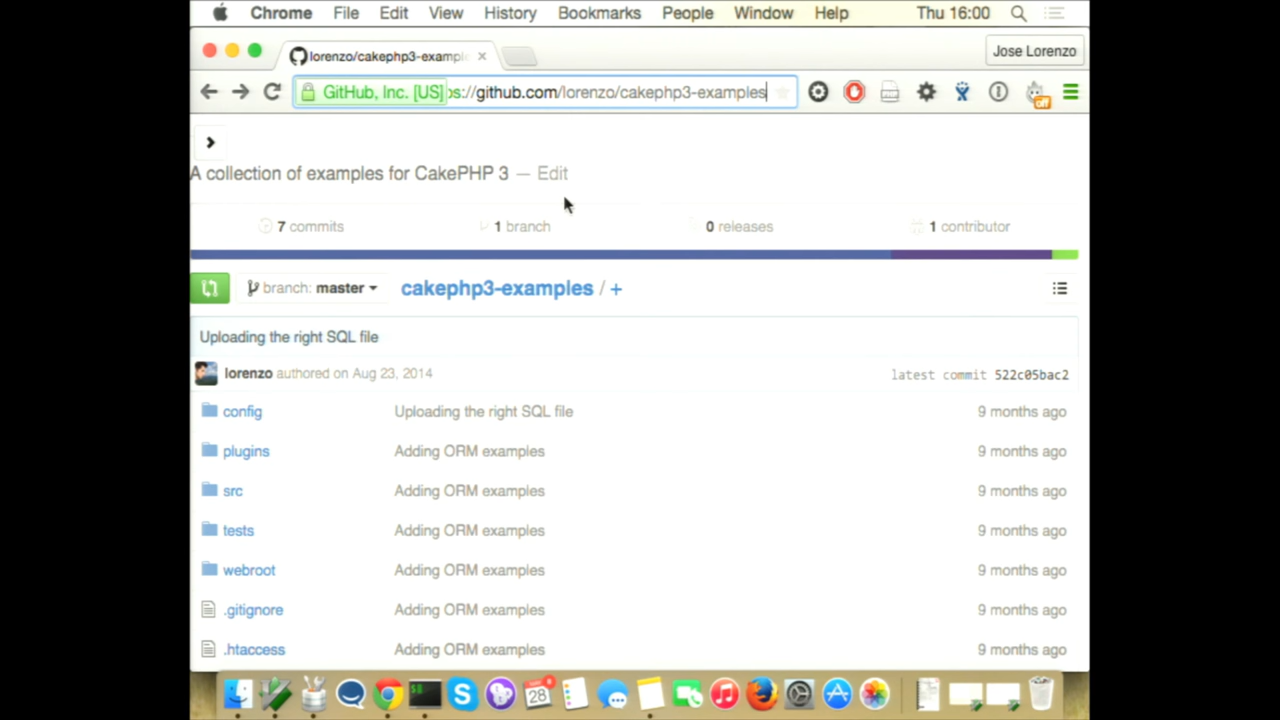 Chrome File Edit View History Bookmarks People Window Help Thu 16:00
lorenzo/cakephp3-exampl
Jose Lorenzo
GitHub, Inc. [US] ps://github.com/lorenzo/cakephp3-examples
off
A collection of examples for CakePHP 3 — Edit
7 commits 1 branch 0 releases 1 contributor
branch: master cakephp3-examples / +
Uploading the right SQL file
lorenzo authored on Aug 23, 2014 latest commit 522c05bac2
config Uploading the right SQL file 9 months ago
plugins Adding ORM examples 9 months ago
src Adding ORM examples 9 months ago
tests Adding ORM examples 9 months ago
webroot Adding ORM examples 9 months ago
.gitignore Adding ORM examples 9 months ago
.htaccess Adding ORM examples 9 months ago
28